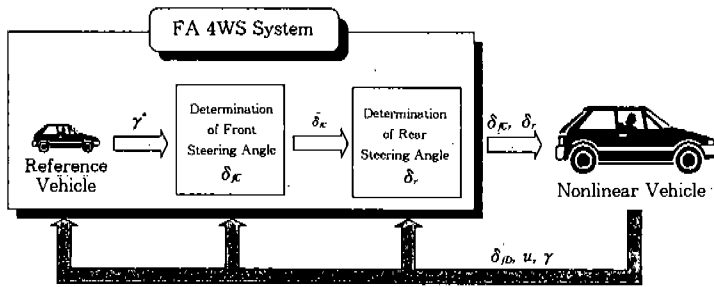 FA 4WS System
Reference
Vehicle
γ*
Determination
of Front
Steering Angle
δfC
δfC
Determination
of Rear
Steering Angle
δr
δfC, δr
Nonlinear Vehicle
δfD, u, γ